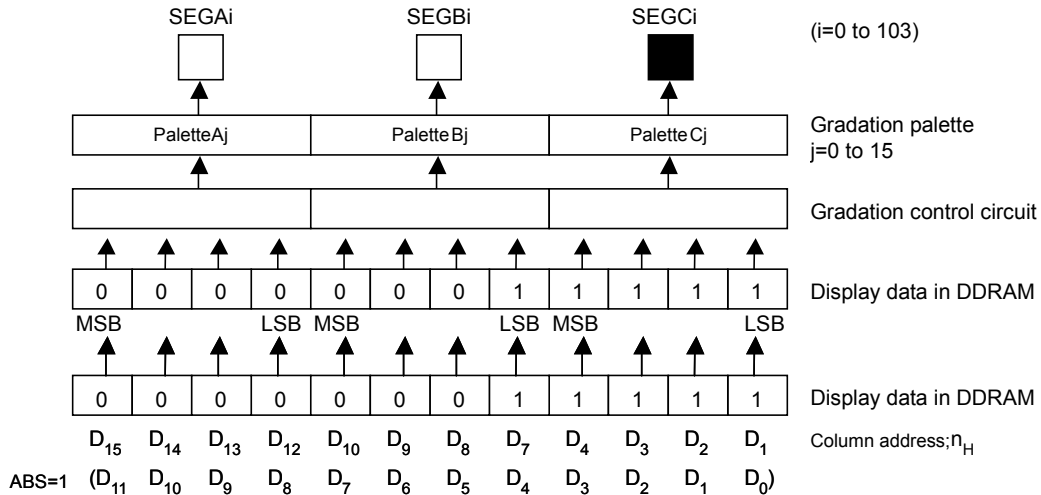 SEGAi SEGBi SEGCi (i=0 to 103)
PaletteAj PaletteBj PaletteCj Gradation palette
j=0 to 15
Gradation control circuit
0 0 0 0 0 0 0 1 1 1 1 1 Display data in DDRAM
MSB LSB MSB LSB MSB LSB
0 0 0 0 0 0 0 1 1 1 1 1 Display data in DDRAM
D15 D14 D13 D12 D10 D9 D8 D7 D4 D3 D2 D1 Column address;nH
ABS=1 (D11 D10 D9 D8 D7 D6 D5 D4 D3 D2 D1 D0)